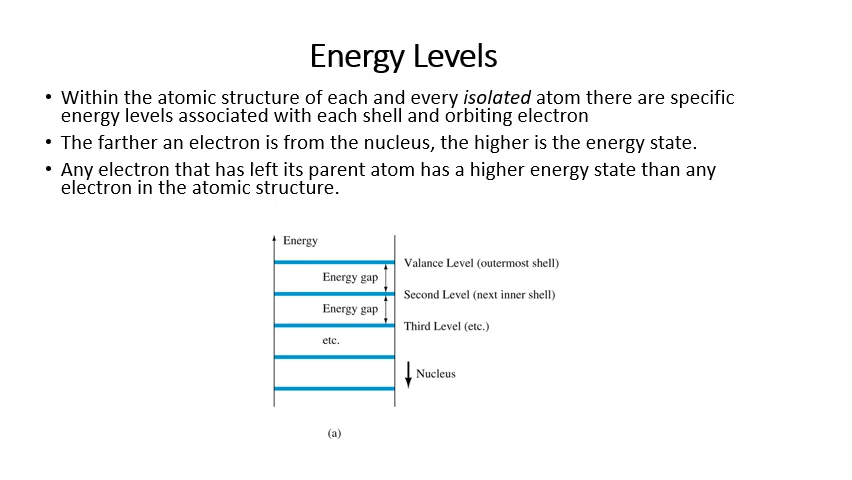 Energy Levels
• Within the atomic structure of each and every isolated atom there are specific
energy levels associated with each shell and orbiting electron
• The farther an electron is from the nucleus, the higher is the energy state.
• Any electron that has left its parent atom has a higher energy state than any
electron in the atomic structure.
Energy
Valance Level (outermost shell)
Energy gap
Second Level (next inner shell)
Energy gap
Third Level (etc.)
etc.
Nucleus
(a)